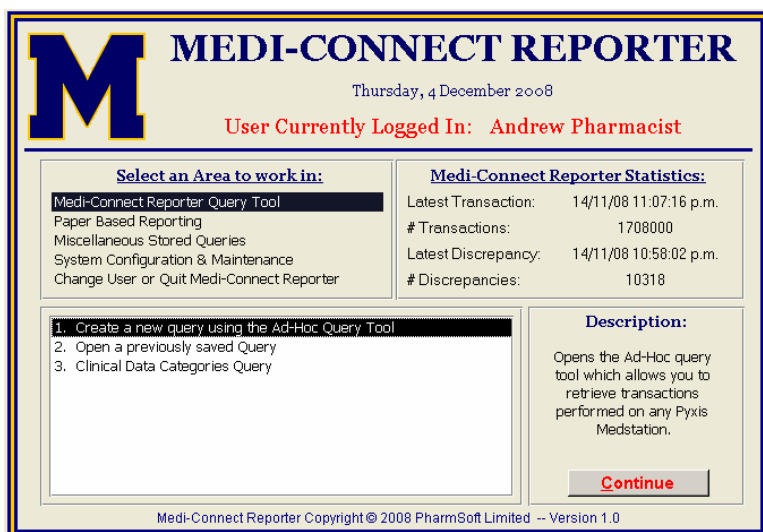 M
MEDI-CONNECT REPORTER
Thursday, 4 December 2008
User Currently Logged In: Andrew Pharmacist
Select an Area to work in:
Medi-Connect Reporter Query Tool
Paper Based Reporting
Miscellaneous Stored Queries
System Configuration & Maintenance
Change User or Quit Medi-Connect Reporter
Medi-Connect Reporter Statistics:
Latest Transaction: 14/11/08 11:07:16 p.m.
# Transactions: 1708000
Latest Discrepancy: 14/11/08 10:58:02 p.m.
# Discrepancies: 10318
1. Create a new query using the Ad-Hoc Query Tool
2. Open a previously saved Query
3. Clinical Data Categories Query
Description:
Opens the Ad-Hoc query
tool which allows you to
retrieve transactions
performed on any Pyxis
Medstation.
Continue
Medi-Connect Reporter Copyright © 2008 PharmSoft Limited -- Version 1.0